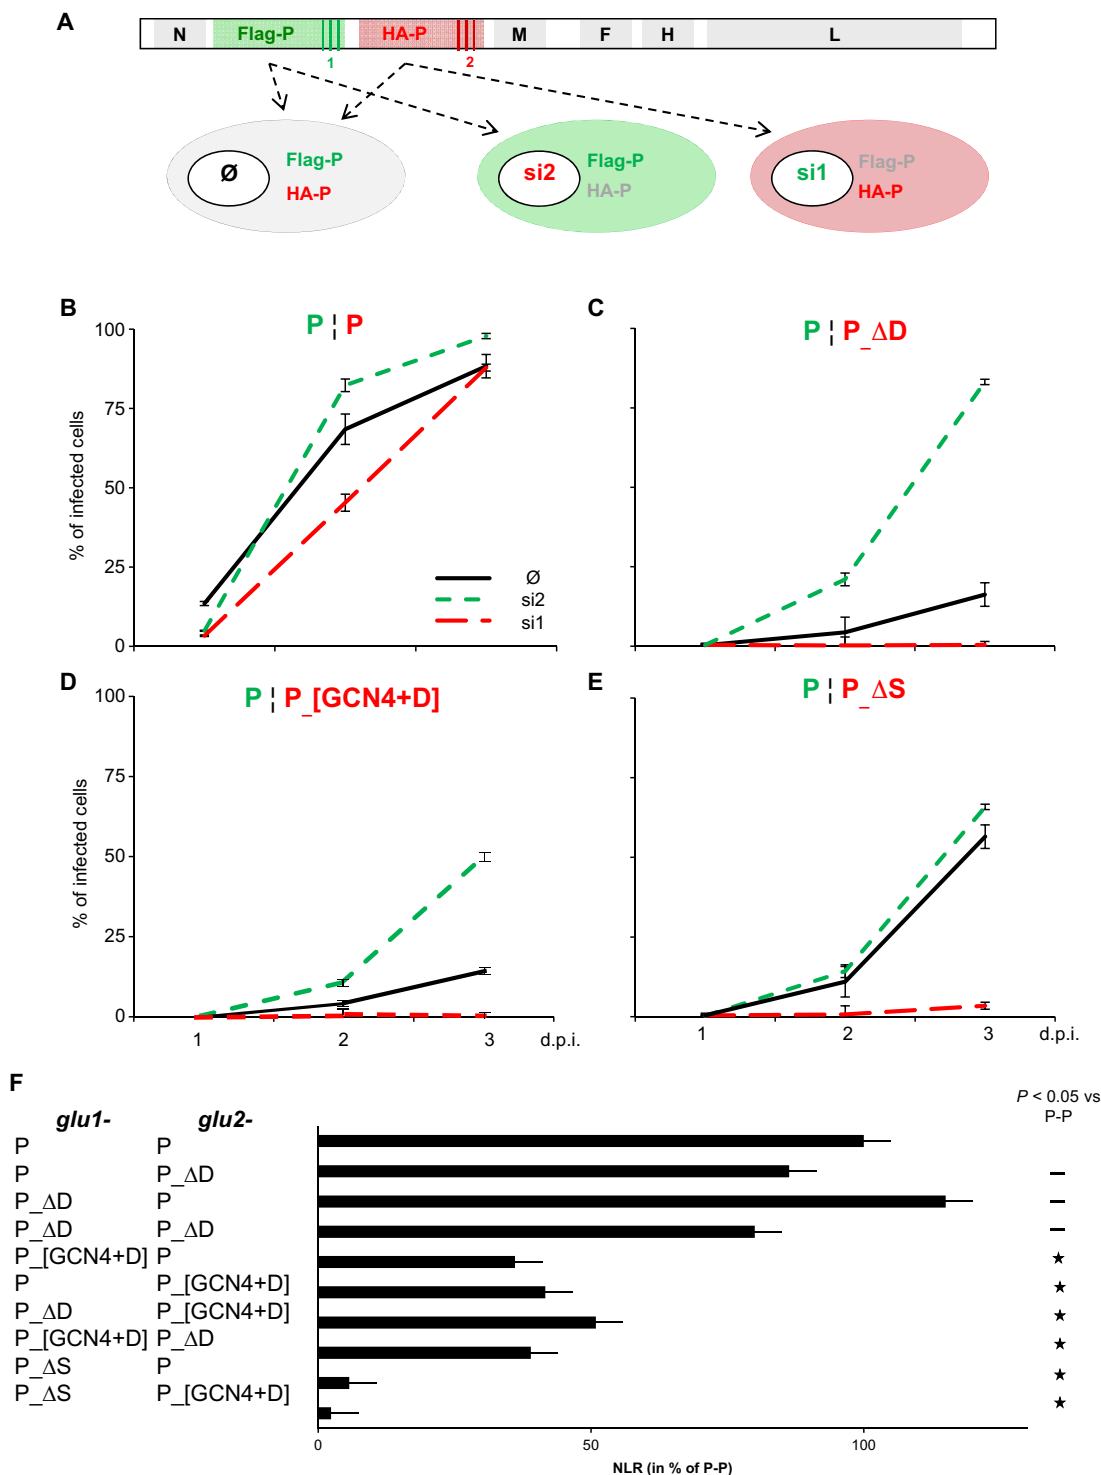 A
N Flag-P HA-P M F H L
1 2
Ø Flag-P HA-P
si2 Flag-P HA-P
si1 Flag-P HA-P
B
P ¦ P
100
75
50
25
0
% of infected cells
Ø
si2
si1
C
P ¦ P_ΔD
D
P ¦ P_[GCN4+D]
100
75
50
25
0
% of infected cells
1 2 3 d.p.i.
E
P ¦ P_ΔS
1 2 3 d.p.i.
F
glu1- glu2-
P < 0.05 vs
P-P
P P
P P_ΔD –
P_ΔD P –
P_ΔD P_ΔD –
P_[GCN4+D] P ★
P P_[GCN4+D] ★
P_ΔD P_[GCN4+D] ★
P_[GCN4+D] P_ΔD ★
P_ΔS P ★
P_ΔS P_[GCN4+D] ★
0 50 100
NLR (in % of P-P)